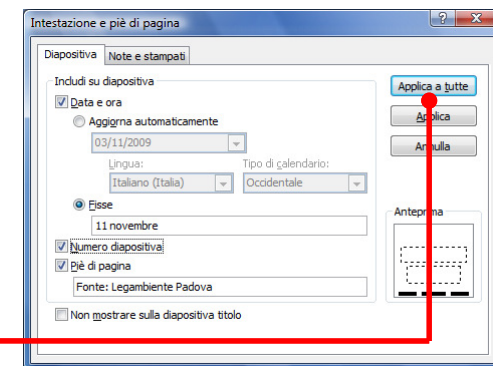 Intestazione e piè di pagina
Diapositiva
Note e stampati
Includi su diapositiva
Data e ora
Aggiorna automaticamente
03/11/2009
Lingua:
Tipo di calendario:
Italiano (Italia)
Occidentale
Fisse
11 novembre
Numero diapositiva
Piè di pagina
Fonte: Legambiente Padova
Non mostrare sulla diapositiva titolo
Applica a tutte
Applica
Annulla
Anteprima